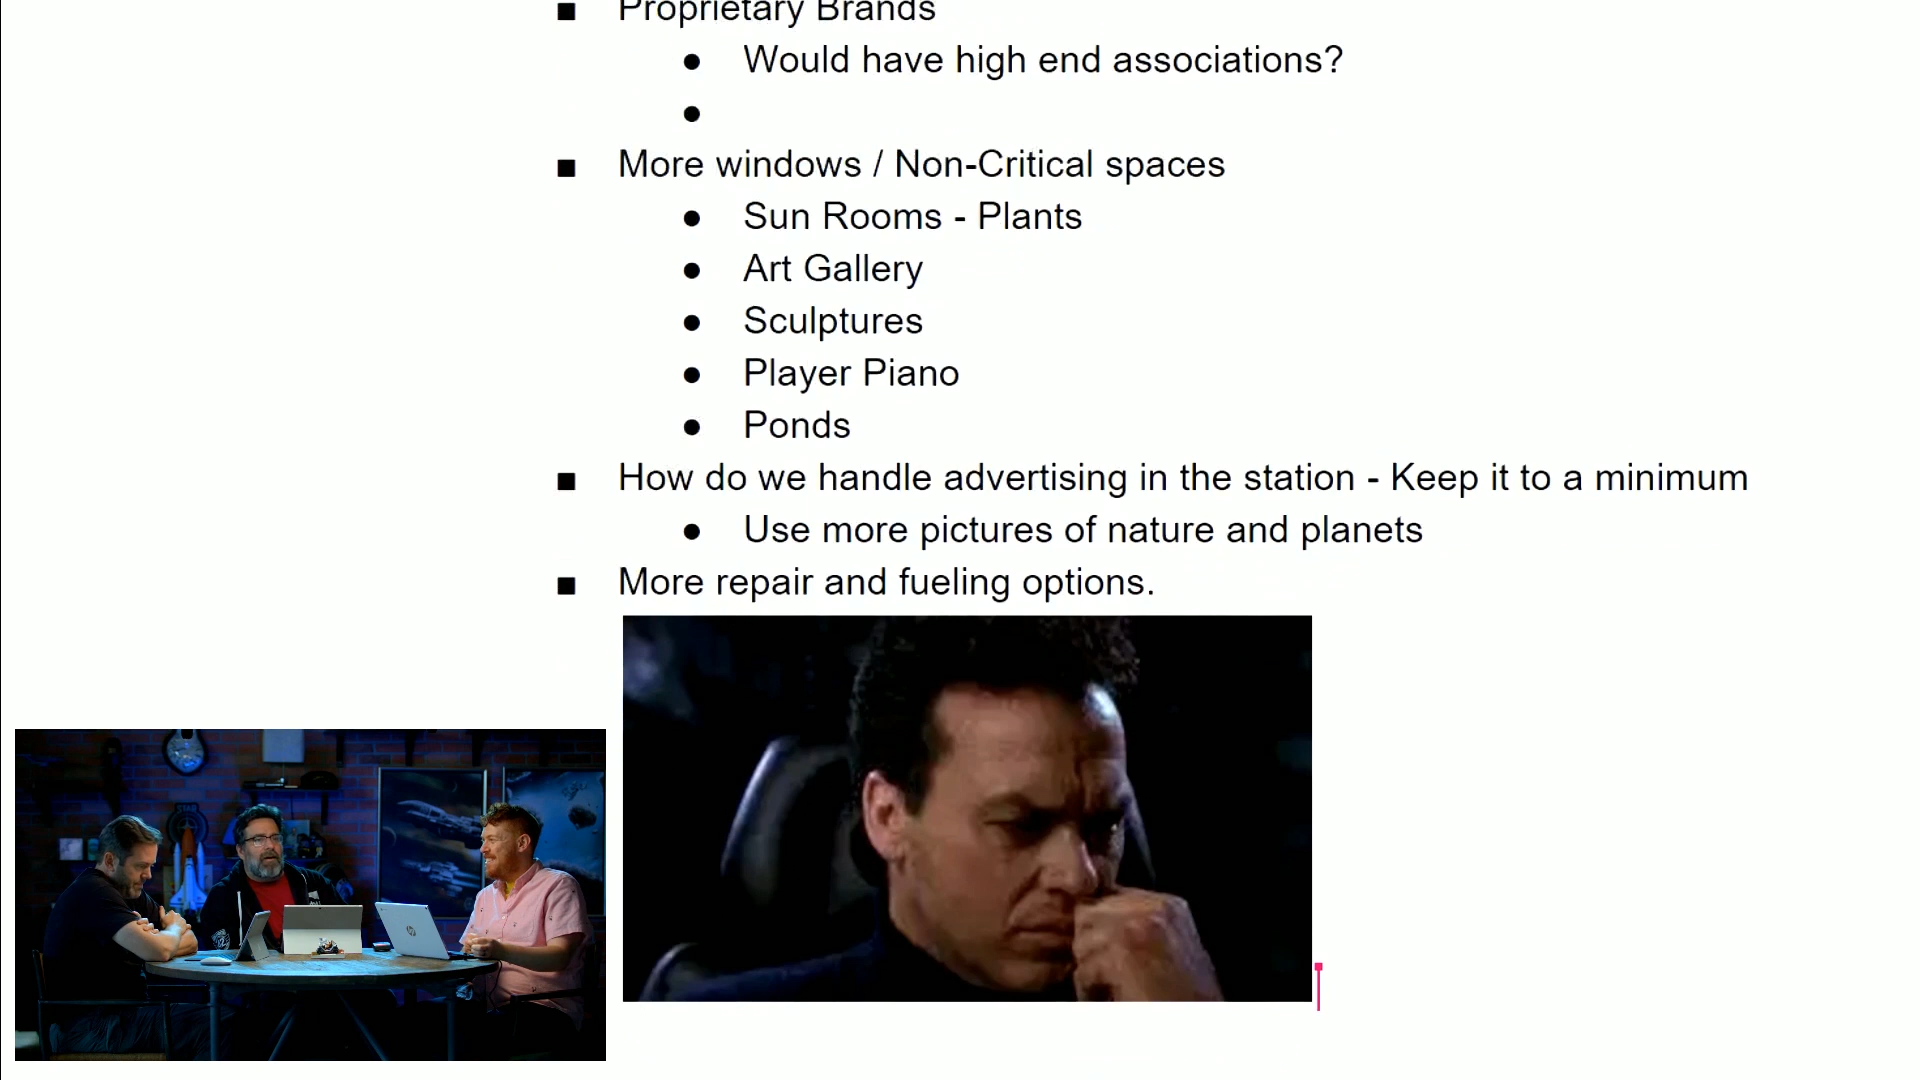 Proprietary Brands
Would have high end associations?
More windows / Non-Critical spaces
Sun Rooms - Plants
Art Gallery
Sculptures
Player Piano
Ponds
How do we handle advertising in the station - Keep it to a minimum
Use more pictures of nature and planets
More repair and fueling options.
hp